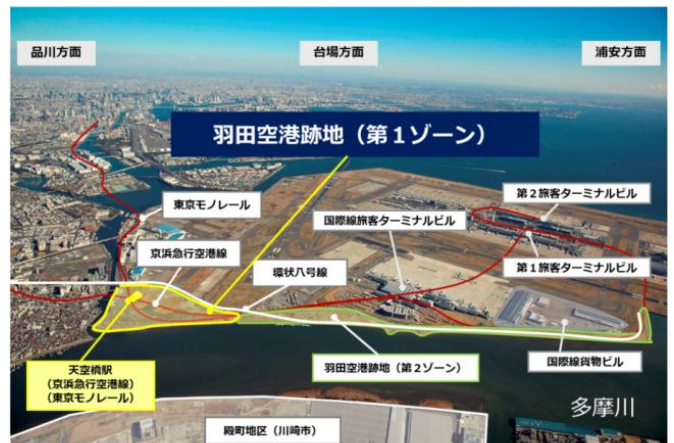 品川方面
台場方面
浦安方面
羽田空港跡地（第１ゾーン）
東京モノレール
第２旅客ターミナルビル
国際線旅客ターミナルビル
京浜急行空港線
環状八号線
第１旅客ターミナルビル
天空橋駅
（京浜急行空港線）
（東京モノレール）
羽田空港跡地（第２ゾーン）
国際線貨物ビル
多摩川
殿町地区（川崎市）